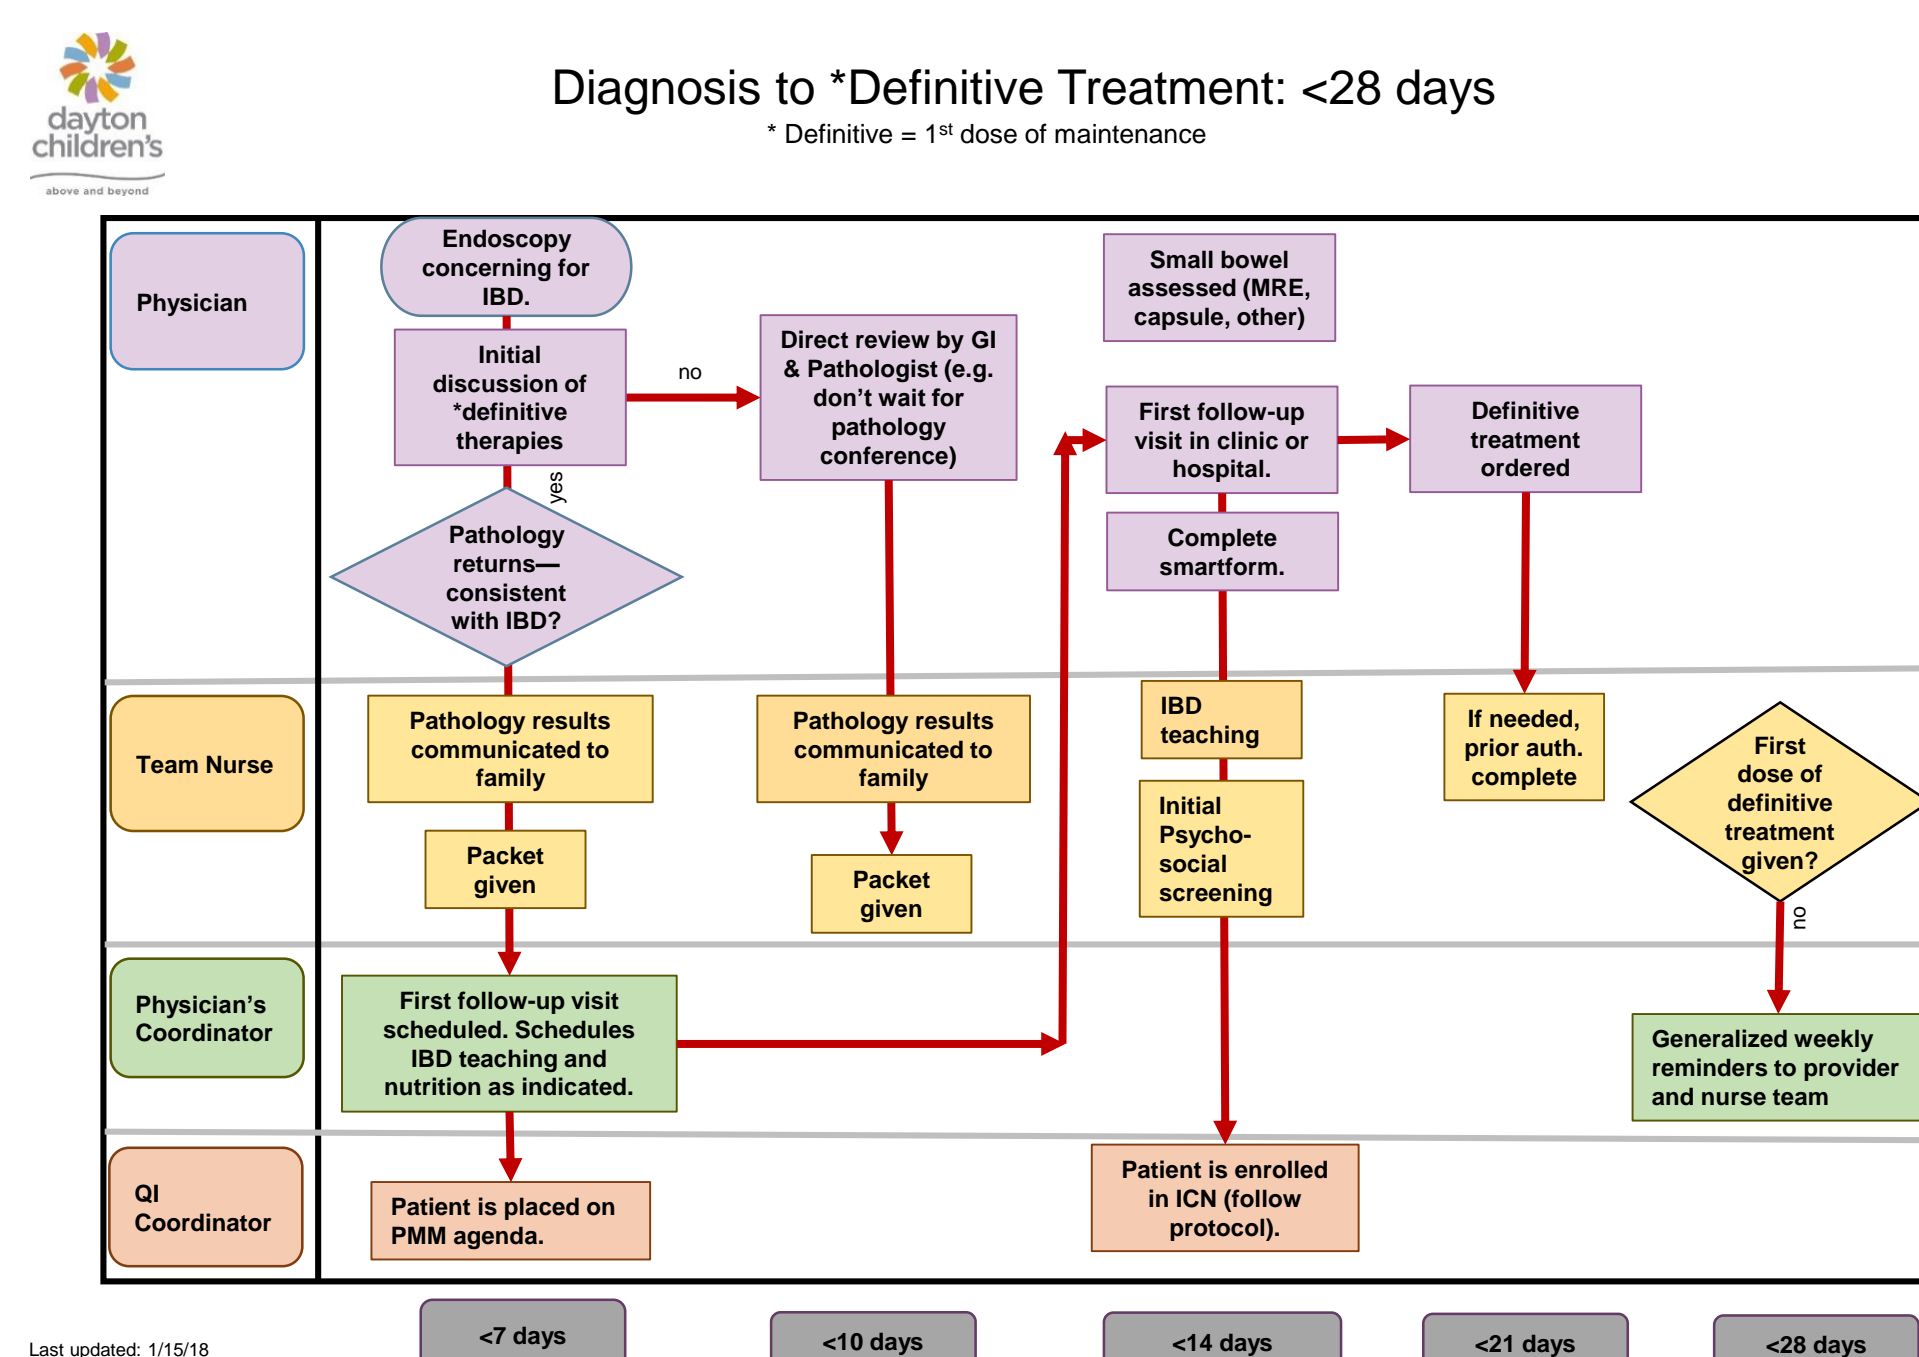 dayton
children's
above and beyond
Diagnosis to *Definitive Treatment: <28 days
* Definitive = 1st dose of maintenance
Physician
Endoscopy
concerning for
IBD.
Initial
discussion of
*definitive
therapies
no
yes
Pathology
returns—
consistent
with IBD?
Direct review by GI
& Pathologist (e.g.
don't wait for
pathology
conference)
Small bowel
assessed (MRE,
capsule, other)
First follow-up
visit in clinic or
hospital.
Complete
smartform.
Definitive
treatment
ordered
Team Nurse
Pathology results
communicated to
family
Packet
given
Pathology results
communicated to
family
Packet
given
IBD
teaching
Initial
Psycho-
social
screening
If needed,
prior auth.
complete
First
dose of
definitive
treatment
given?
no
Physician's
Coordinator
First follow-up visit
scheduled. Schedules
IBD teaching and
nutrition as indicated.
Generalized weekly
reminders to provider
and nurse team
QI
Coordinator
Patient is placed on
PMM agenda.
Patient is enrolled
in ICN (follow
protocol).
<7 days
<10 days
<14 days
<21 days
<28 days
Last updated: 1/15/18